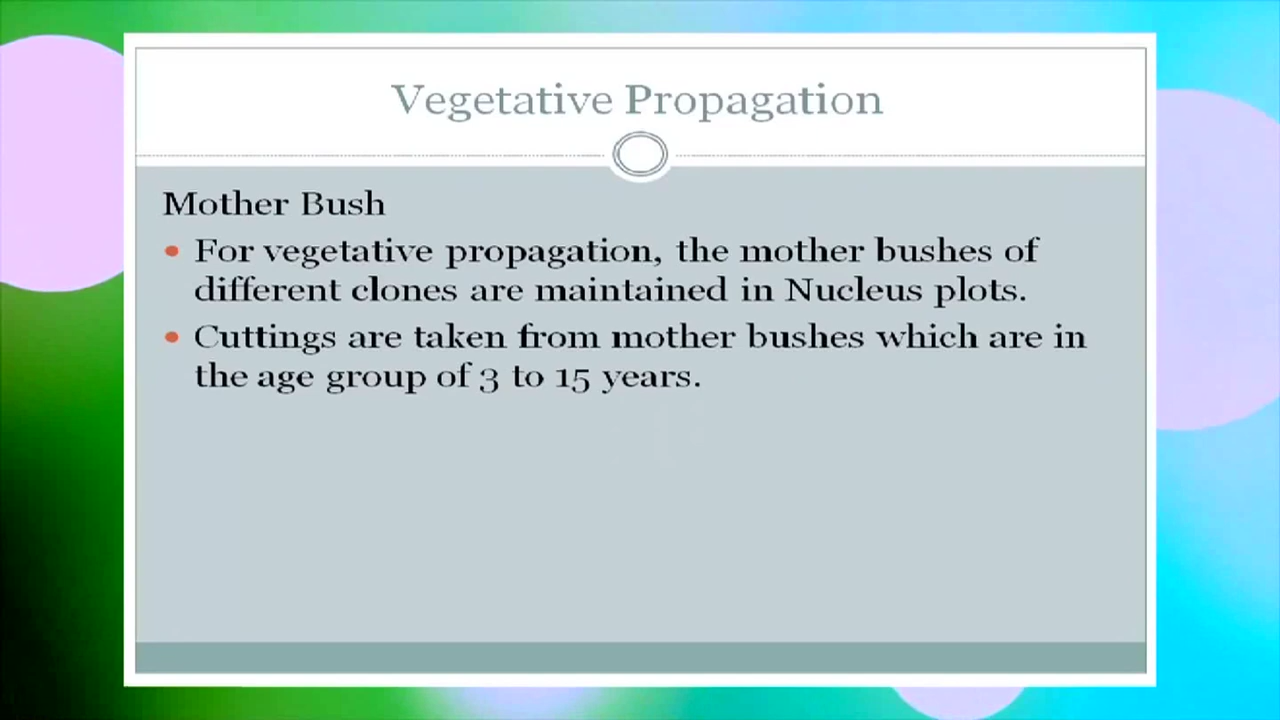 Vegetative Propagation
Mother Bush
• For vegetative propagation, the mother bushes of
different clones are maintained in Nucleus plots.
• Cuttings are taken from mother bushes which are in
the age group of 3 to 15 years.